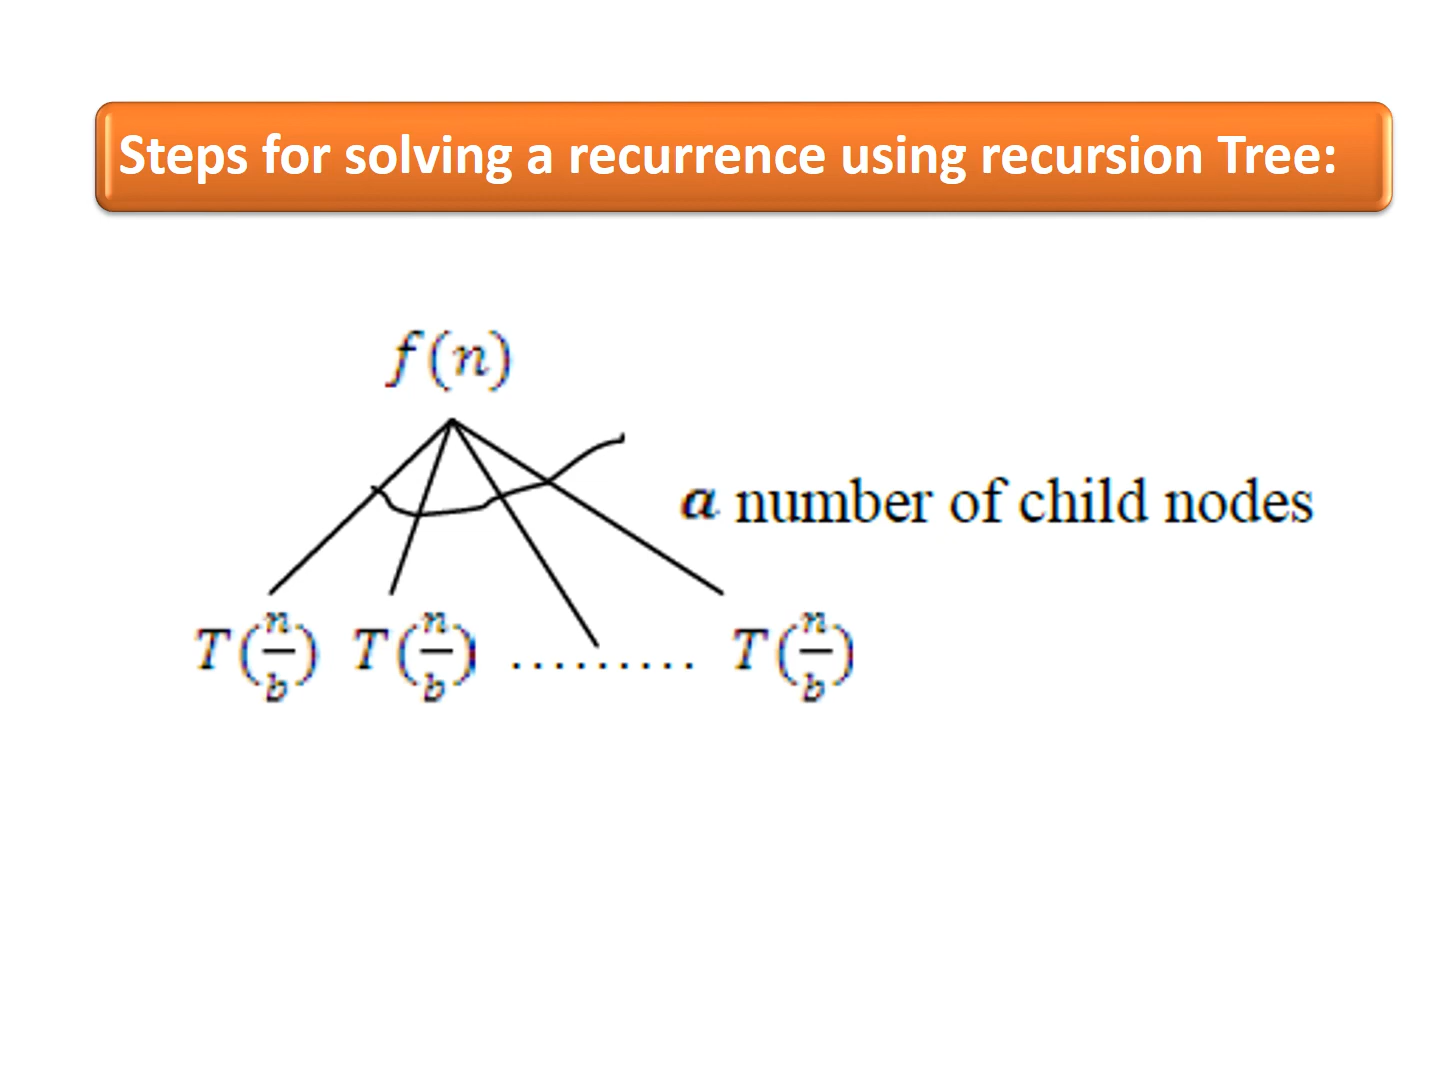 Steps for solving a recurrence using recursion Tree:
f(n)
a number of child nodes
T(n/b) T(n/b) ......... T(n/b)